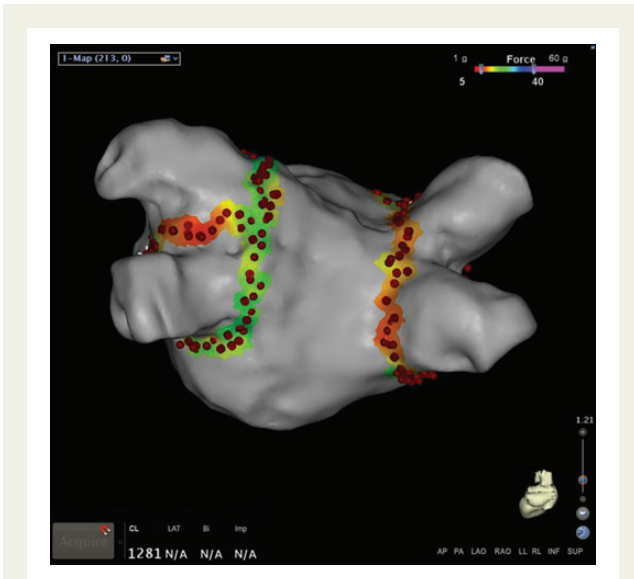 1-Map (213, 0)
1 g Force 60 g
5 40
1.21
Acquire
CL LAT Bi Imp
1281 N/A N/A N/A
AP PA LAO RAO LL RL INF SUP